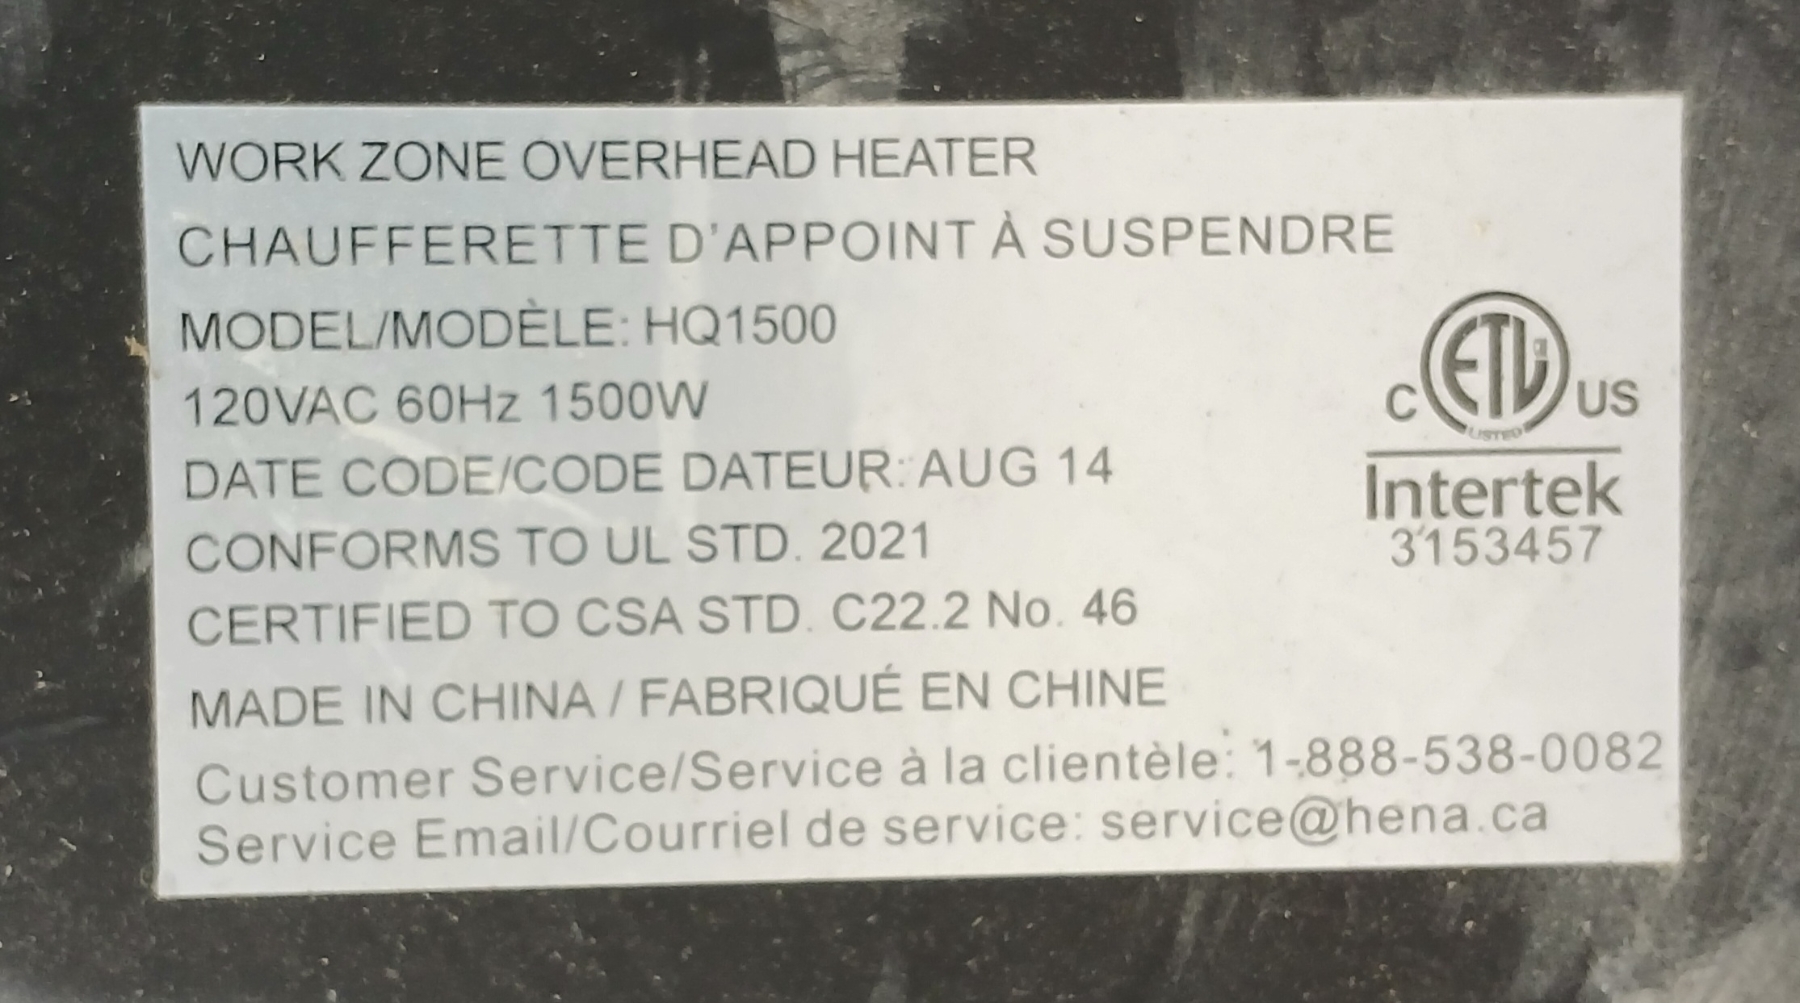 WORK ZONE OVERHEAD HEATER
CHAUFFERETTE D'APPOINT À SUSPENDRE
MODEL/MODÈLE: HQ1500
120VAC 60Hz 1500W
DATE CODE/CODE DATEUR: AUG 14
CONFORMS TO UL STD. 2021
CERTIFIED TO CSA STD. C22.2 No. 46
MADE IN CHINA / FABRIQUÉ EN CHINE
Customer Service/Service à la clientèle: 1-888-538-0082
Service Email/Courriel de service: service@hena.ca
C ETL US
LISTED
Intertek
3153457